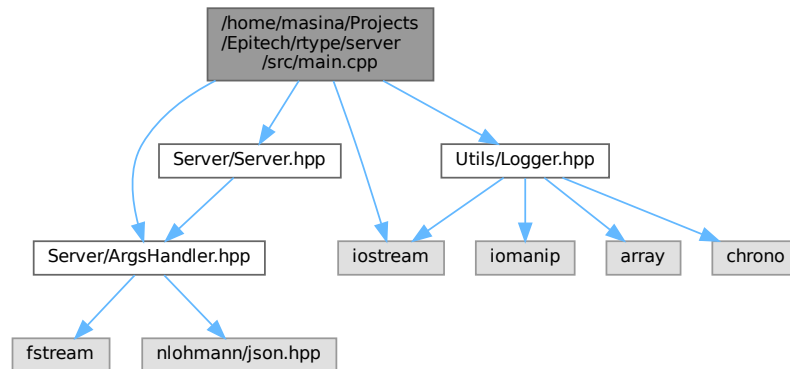 /home/masina/Projects
/Epitech/rtype/server
/src/main.cpp
Server/Server.hpp
Utils/Logger.hpp
Server/ArgsHandler.hpp
iostream
iomanip
array
chrono
fstream
nlohmann/json.hpp